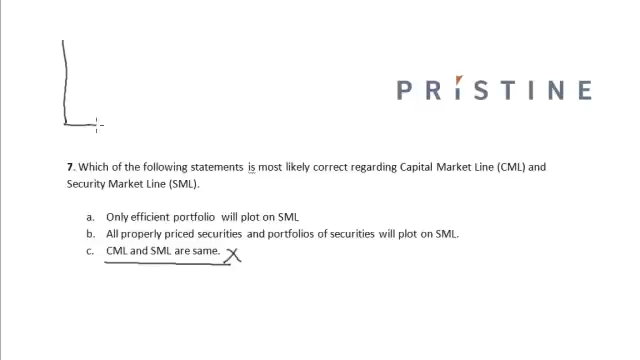 PRISTINE
7. Which of the following statements is most likely correct regarding Capital Market Line (CML) and
Security Market Line (SML).
a. Only efficient portfolio will plot on SML
b. All properly priced securities and portfolios of securities will plot on SML.
c. CML and SML are same. X